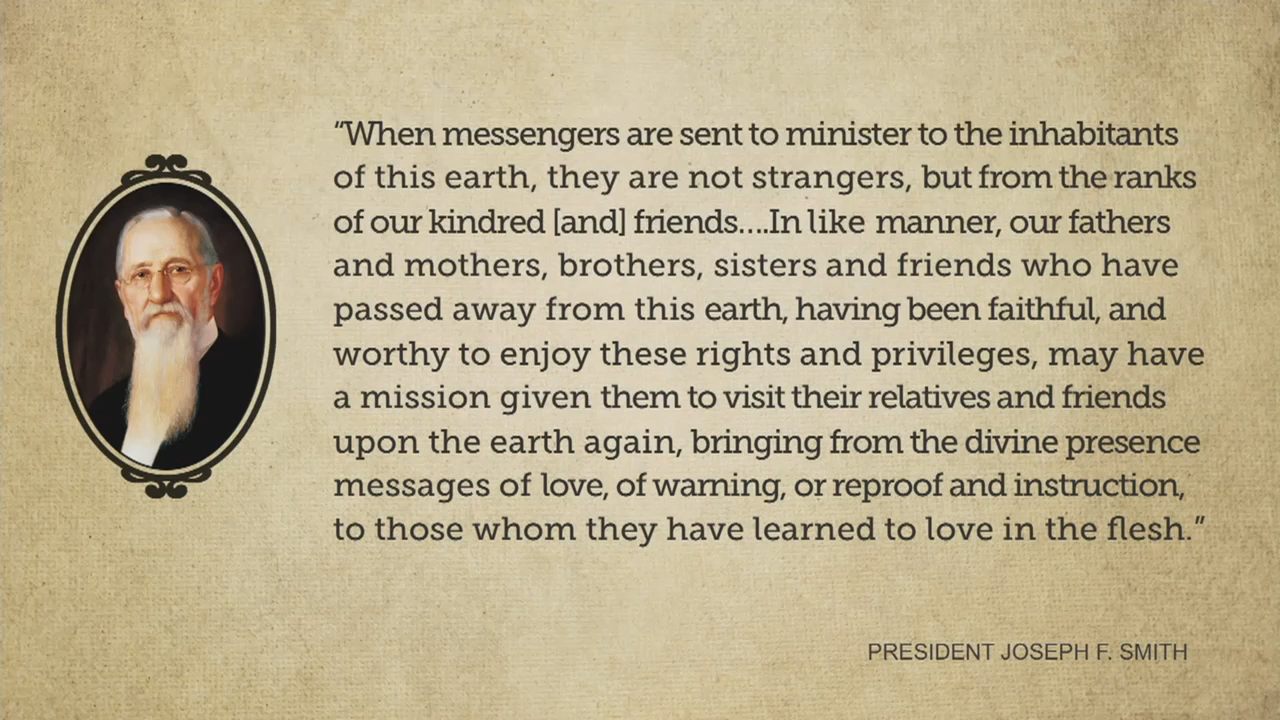 “When messengers are sent to minister to the inhabitants
of this earth, they are not strangers, but from the ranks
of our kindred [and] friends....In like manner, our fathers
and mothers, brothers, sisters and friends who have
passed away from this earth, having been faithful, and
worthy to enjoy these rights and privileges, may have
a mission given them to visit their relatives and friends
upon the earth again, bringing from the divine presence
messages of love, of warning, or reproof and instruction,
to those whom they have learned to love in the flesh.”
PRESIDENT JOSEPH F. SMITH